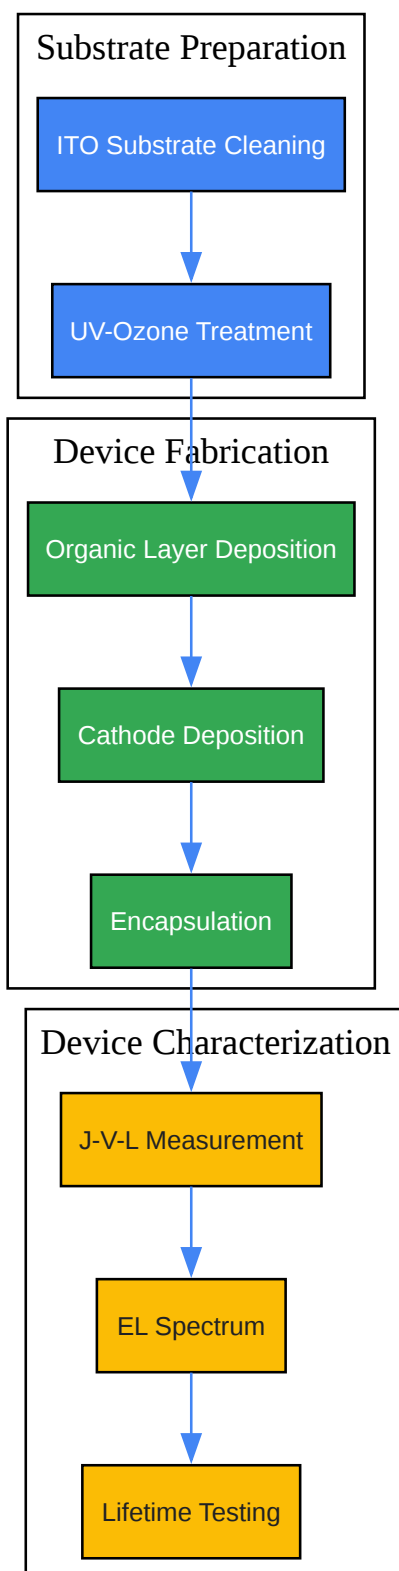 Substrate Preparation
ITO Substrate Cleaning
UV-Ozone Treatment
Device Fabrication
Organic Layer Deposition
Cathode Deposition
Encapsulation
Device Characterization
J-V-L Measurement
EL Spectrum
Lifetime Testing